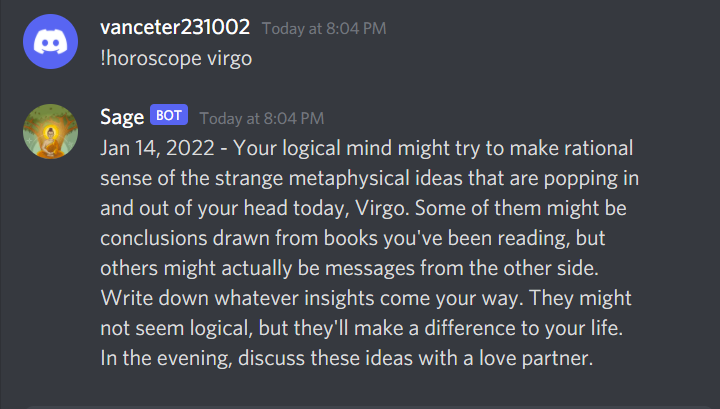 vanceter231002 Today at 8:04 PM
!horoscope virgo
Sage BOT Today at 8:04 PM
Jan 14, 2022 - Your logical mind might try to make rational
sense of the strange metaphysical ideas that are popping in
and out of your head today, Virgo. Some of them might be
conclusions drawn from books you've been reading, but
others might actually be messages from the other side.
Write down whatever insights come your way. They might
not seem logical, but they'll make a difference to your life.
In the evening, discuss these ideas with a love partner.